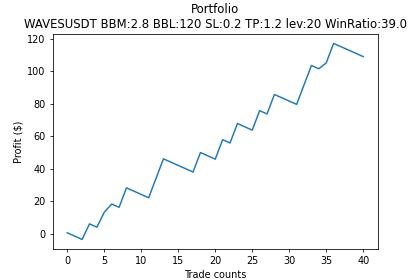 Portfolio
WAVESUSDT BBM:2.8 BBL:120 SL:0.2 TP:1.2 lev:20 WinRatio:39.0
120
100
80
60
40
20
0
Profit ($)
0 5 10 15 20 25 30 35 40
Trade counts